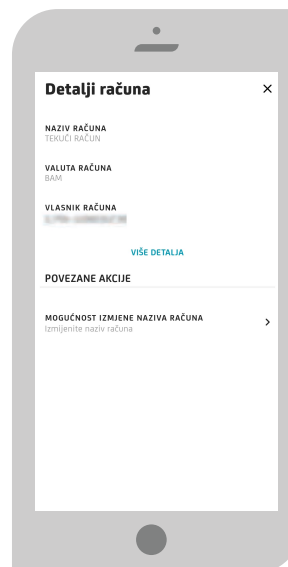 Detalji računa
NAZIV RAČUNA
TEKUĆI RAČUN
VALUTA RAČUNA
BAM
VLASNIK RAČUNA
VIŠE DETALJA
POVEZANE AKCIJE
MOGUĆNOST IZMJENE NAZIVA RAČUNA
Izmijenite naziv računa